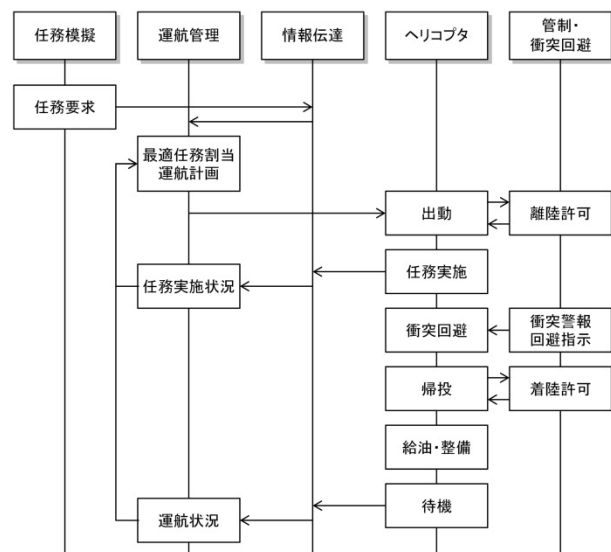 任務模擬
運航管理
情報伝達
ヘリコプタ
管制・
衝突回避
任務要求
最適任務割当
運航計画
出動
離陸許可
任務実施
任務実施状況
衝突回避
衝突警報
回避指示
帰投
着陸許可
給油・整備
待機
運航状況